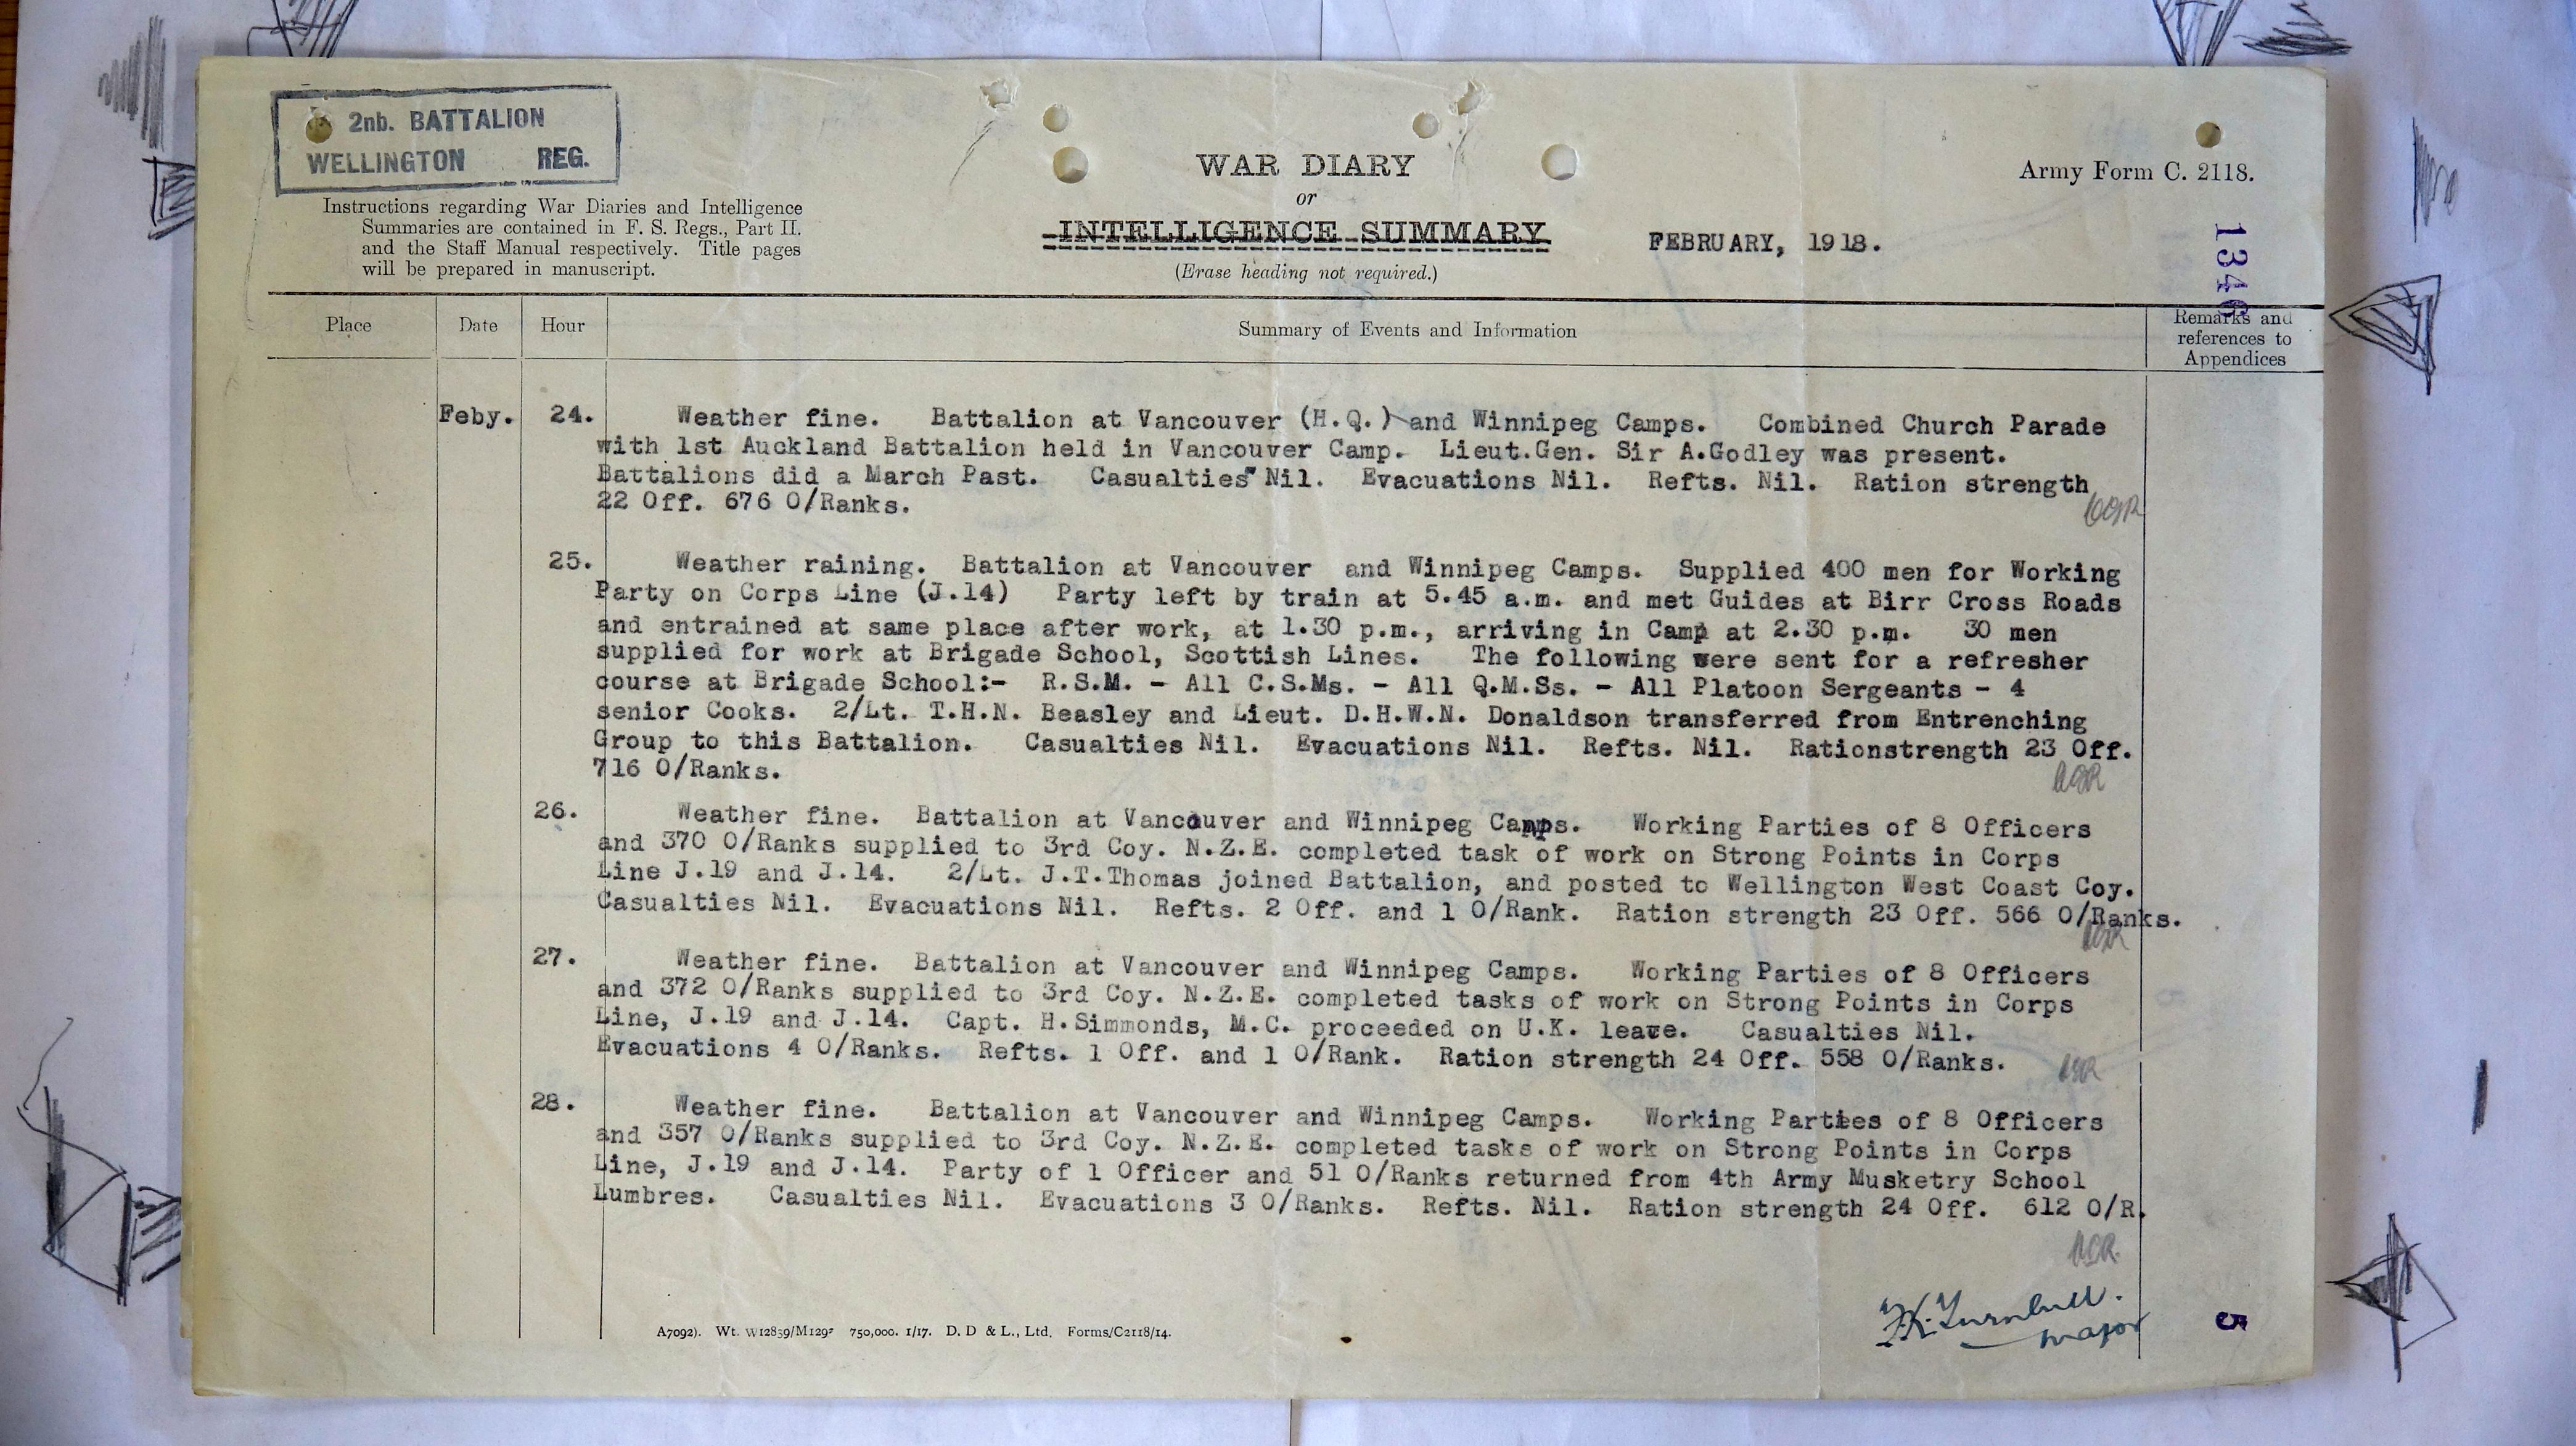 2nb. BATTALION
WELLINGTON REG.
Instructions regarding War Diaries and Intelligence
Summaries are contained in F. S. Regs., Part II.
and the Staff Manual respectively. Title pages
will be prepared in manuscript.
WAR DIARY
or
INTELLIGENCE SUMMARY
(Erase heading not required.)
FEBRUARY, 1918.
Army Form C. 2118.
1346
Place Date Hour Summary of Events and Information Remarks and
references to
Appendices
Feby. 24. Weather fine. Battalion at Vancouver (H.Q.) and Winnipeg Camps. Combined Church Parade
with 1st Auckland Battalion held in Vancouver Camp. Lieut.Gen. Sir A.Godley was present.
Battalions did a March Past. Casualties Nil. Evacuations Nil. Refts. Nil. Ration strength
22 Off. 676 O/Ranks.
25. Weather raining. Battalion at Vancouver and Winnipeg Camps. Supplied 400 men for Working
Party on Corps Line (J.14) Party left by train at 5.45 a.m. and met Guides at Birr Cross Roads
and entrained at same place after work, at 1.30 p.m., arriving in Camp at 2.30 p.m. 30 men
supplied for work at Brigade School, Scottish Lines. The following were sent for a refresher
course at Brigade School:- R.S.M. - All C.S.Ms. - All Q.M.Ss. - All Platoon Sergeants - 4
senior Cooks. 2/Lt. T.H.N. Beasley and Lieut. D.H.W.N. Donaldson transferred from Entrenching
Group to this Battalion. Casualties Nil. Evacuations Nil. Refts. Nil. Rationstrength 23 Off.
716 O/Ranks.
26. Weather fine. Battalion at Vancouver and Winnipeg Camps. Working Parties of 8 Officers
and 370 O/Ranks supplied to 3rd Coy. N.Z.E. completed task of work on Strong Points in Corps
Line J.19 and J.14. 2/Lt. J.T.Thomas joined Battalion, and posted to Wellington West Coast Coy.
Casualties Nil. Evacuations Nil. Refts. 2 Off. and 1 O/Rank. Ration strength 23 Off. 566 O/Ranks.
27. Weather fine. Battalion at Vancouver and Winnipeg Camps. Working Parties of 8 Officers
and 372 O/Ranks supplied to 3rd Coy. N.Z.E. completed tasks of work on Strong Points in Corps
Line, J.19 and J.14. Capt. H.Simmonds, M.C. proceeded on U.K. leave. Casualties Nil.
Evacuations 4 O/Ranks. Refts. 1 Off. and 1 O/Rank. Ration strength 24 Off. 558 O/Ranks.
28. Weather fine. Battalion at Vancouver and Winnipeg Camps. Working Parties of 8 Officers
and 357 O/Ranks supplied to 3rd Coy. N.Z.E. completed tasks of work on Strong Points in Corps
Line, J.19 and J.14. Party of 1 Officer and 51 O/Ranks returned from 4th Army Musketry School
Lumbres. Casualties Nil. Evacuations 3 O/Ranks. Refts. Nil. Ration strength 24 Off. 612 O/R.
Turnbull.
Major
5
A7092). Wt. W12859/M1293 750,000. 1/17. D. D & L., Ltd. Forms/C2118/14.